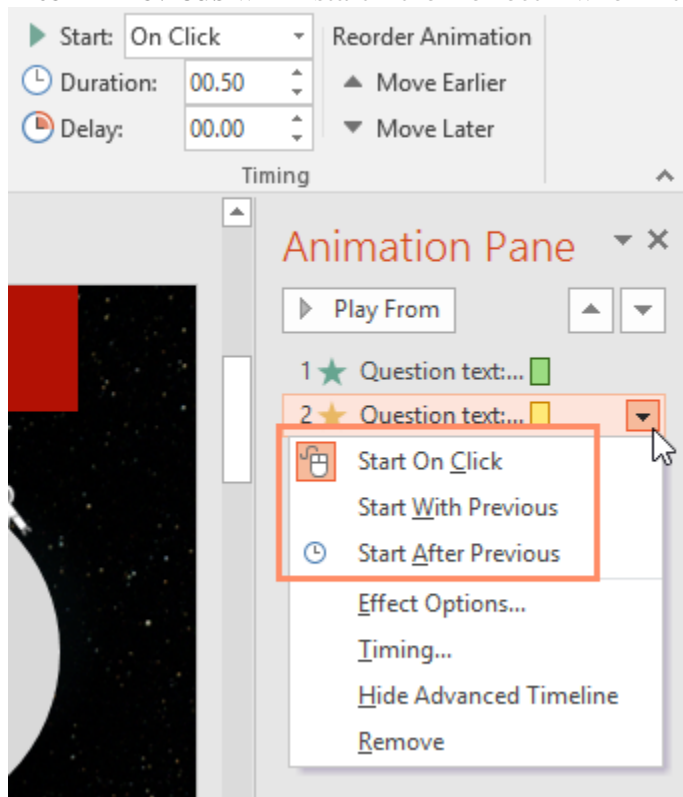 Start: On Click Reorder Animation
Duration: 00.50 Move Earlier
Delay: 00.00 Move Later
Timing
Animation Pane
Play From
1 Question text:...
2 Question text:...
Start On Click
Start With Previous
Start After Previous
Effect Options...
Timing...
Hide Advanced Timeline
Remove